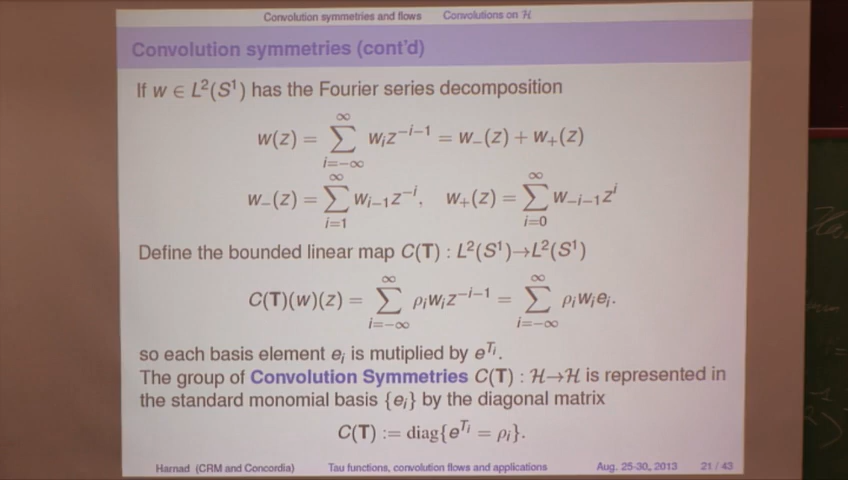 Convolution symmetries and flows Convolutions on ℋ
Convolution symmetries (cont'd)
If w ∈ L²(S¹) has the Fourier series decomposition
w(z) = ∑_{i=−∞}^{∞} w_i z^{−i−1} = w_−(z) + w_+(z)
w_−(z) = ∑_{i=1}^{∞} w_{i−1} z^{−i}, w_+(z) = ∑_{i=0}^{∞} w_{−i−1} z^i
Define the bounded linear map C(T) : L²(S¹)→L²(S¹)
C(T)(w)(z) = ∑_{i=−∞}^{∞} ρ_i w_i z^{−i−1} = ∑_{i=−∞}^{∞} ρ_i w_i e_i.
so each basis element e_i is mutiplied by e^{T_i}.
The group of Convolution Symmetries C(T) : ℋ→ℋ is represented in
the standard monomial basis {e_i} by the diagonal matrix
C(T) := diag{e^{T_i} = ρ_i}.
Harnad (CRM and Concordia) Tau functions, convolution flows and applications Aug. 25-30, 2013 21 / 43